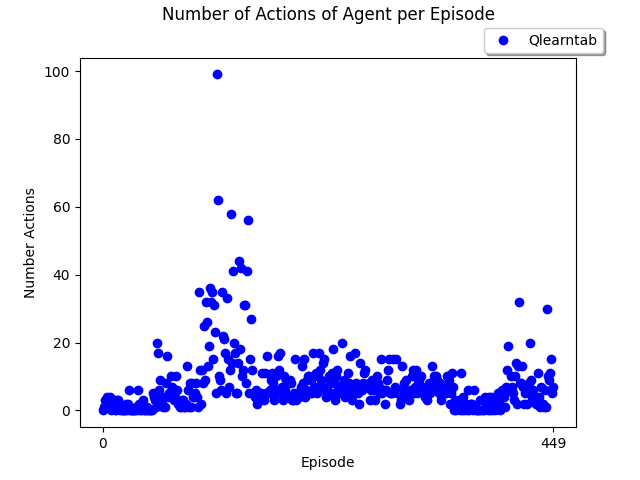 Number of Actions of Agent per Episode
Qlearntab
100
80
60
40
20
0
Number Actions
0
449
Episode